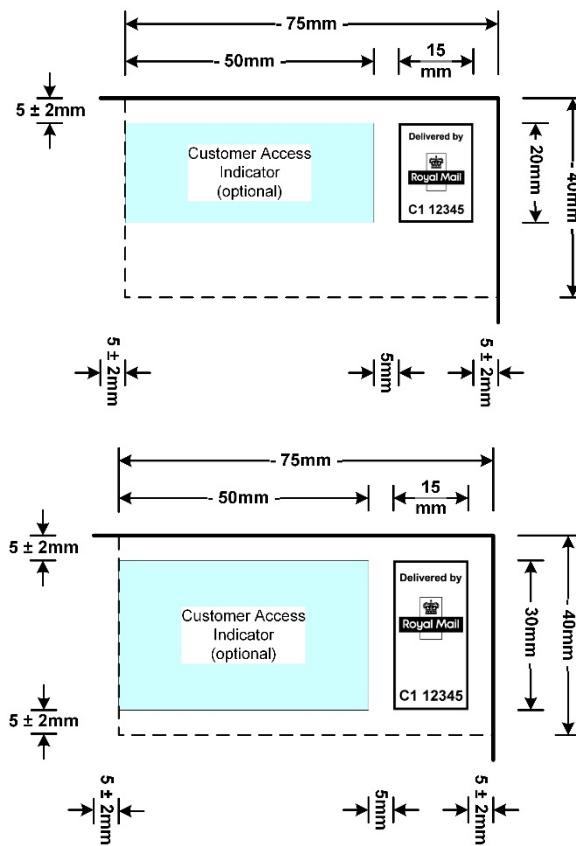 - 75mm -
- 50mm -
15
mm
5 ± 2mm
Customer Access
Indicator
(optional)
Delivered by
Royal Mail
C1 12345
20mm
- 40mm -
5 ± 2mm
5mm
5 ± 2mm
- 75mm -
- 50mm -
15
mm
5 ± 2mm
Customer Access
Indicator
(optional)
Delivered by
Royal Mail
C1 12345
30mm
- 40mm -
5 ± 2mm
5 ± 2mm
5mm
5 ± 2mm